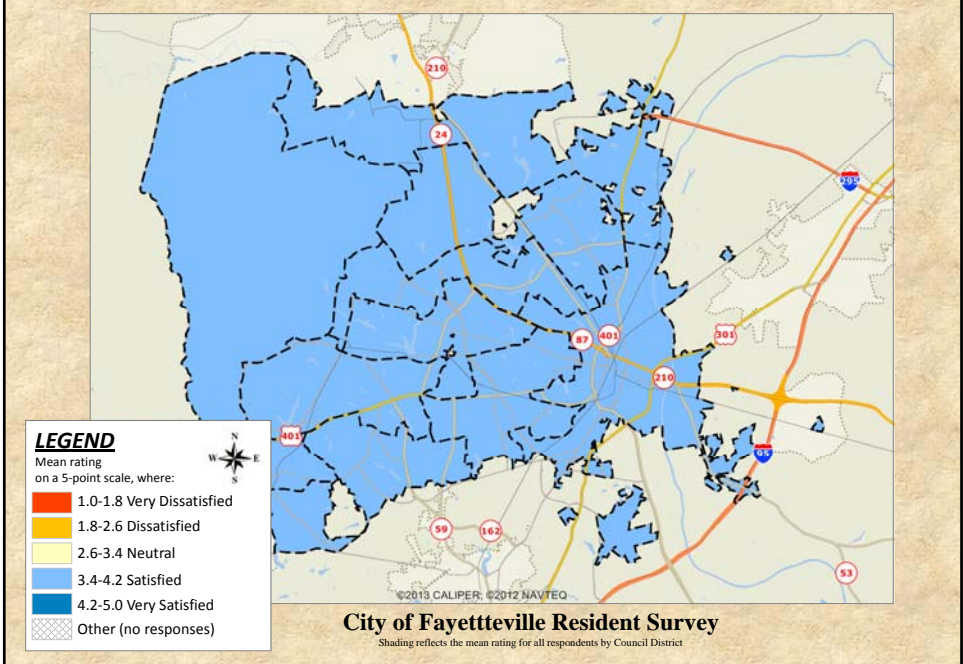 210
24
295
87
401
301
210
401
95
59
162
53
©2013 CALIPER; ©2012 NAVTEQ
LEGEND
Mean rating
on a 5-point scale, where:
N
W E
S
1.0-1.8 Very Dissatisfied
1.8-2.6 Dissatisfied
2.6-3.4 Neutral
3.4-4.2 Satisfied
4.2-5.0 Very Satisfied
Other (no responses)
City of Fayettteville Resident Survey
Shading reflects the mean rating for all respondents by Council District